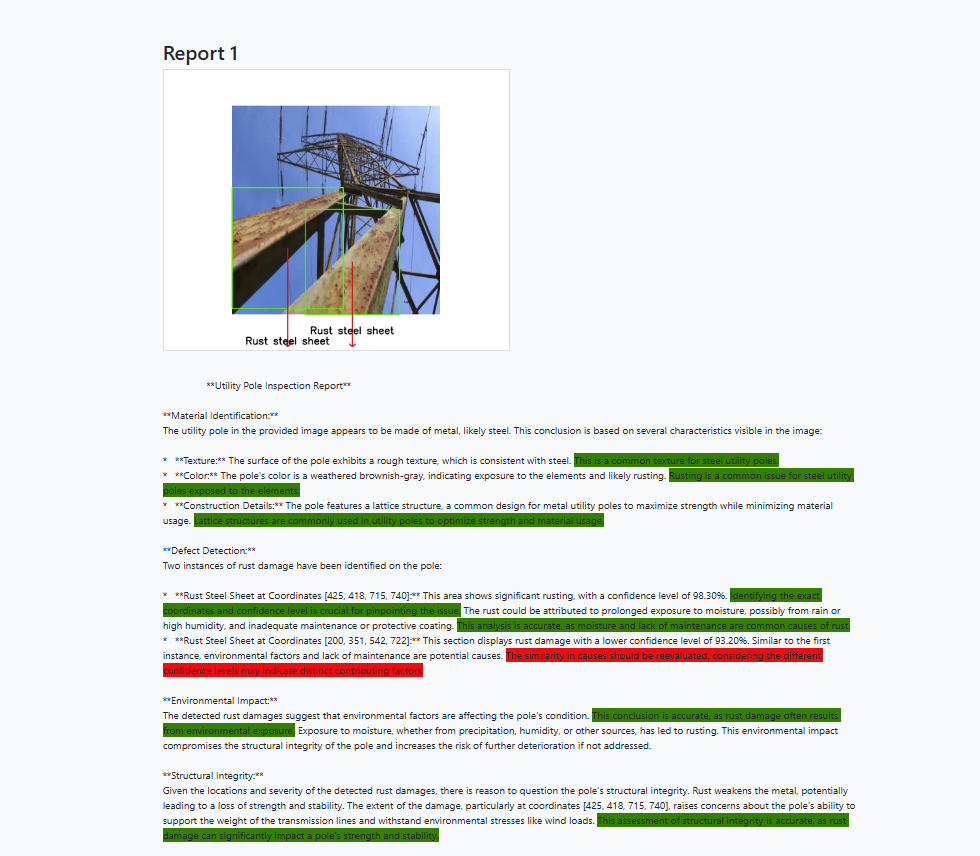 Report 1
Rust steel sheet
Rust steel sheet
**Utility Pole Inspection Report**
**Material Identification:**
The utility pole in the provided image appears to be made of metal, likely steel. This conclusion is based on several characteristics visible in the image:
* **Texture:** The surface of the pole exhibits a rough texture, which is consistent with steel. This is a common texture for steel utility poles.
* **Color:** The pole's color is a weathered brownish-gray, indicating exposure to the elements and likely rusting. Rusting is a common issue for steel utility
poles exposed to the elements.
* **Construction Details:** The pole features a lattice structure, a common design for metal utility poles to maximize strength while minimizing material
usage. Lattice structures are commonly used in utility poles to optimize strength and material usage.
**Defect Detection:**
Two instances of rust damage have been identified on the pole:
* **Rust Steel Sheet at Coordinates [425, 418, 715, 740]:** This area shows significant rusting, with a confidence level of 98.30%. Identifying the exact
coordinates and confidence level is crucial for pinpointing the issue. The rust could be attributed to prolonged exposure to moisture, possibly from rain or
high humidity, and inadequate maintenance or protective coating. This analysis is accurate, as moisture and lack of maintenance are common causes of rust.
* **Rust Steel Sheet at Coordinates [200, 351, 542, 722]:** This section displays rust damage with a lower confidence level of 93.20%. Similar to the first
instance, environmental factors and lack of maintenance are potential causes. The similarity in causes should be reevaluated, considering the different
confidence levels may indicate distinct contributing factors.
**Environmental Impact:**
The detected rust damages suggest that environmental factors are affecting the pole's condition. This conclusion is accurate, as rust damage often results
from environmental exposure. Exposure to moisture, whether from precipitation, humidity, or other sources, has led to rusting. This environmental impact
compromises the structural integrity of the pole and increases the risk of further deterioration if not addressed.
**Structural Integrity:**
Given the locations and severity of the detected rust damages, there is reason to question the pole's structural integrity. Rust weakens the metal, potentially
leading to a loss of strength and stability. The extent of the damage, particularly at coordinates [425, 418, 715, 740], raises concerns about the pole's ability to
support the weight of the transmission lines and withstand environmental stresses like wind loads. This assessment of structural integrity is accurate, as rust
damage can significantly impact a pole's strength and stability.